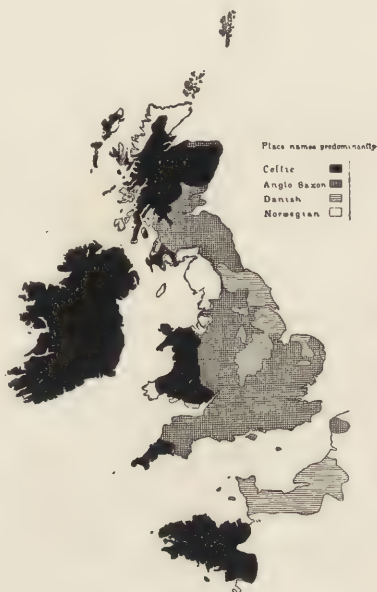 Place names predominantly
Celtic
Anglo Saxon
Danish
Norwegian